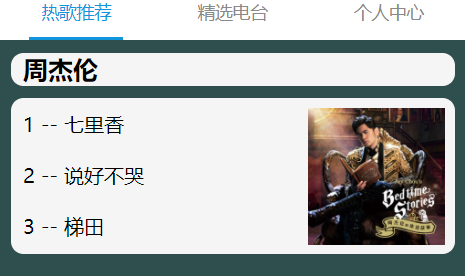 热歌推荐 精选电台 个人中心
周杰伦
1 -- 七里香
2 -- 说好不哭
3 -- 梯田
Bedtime
Stories